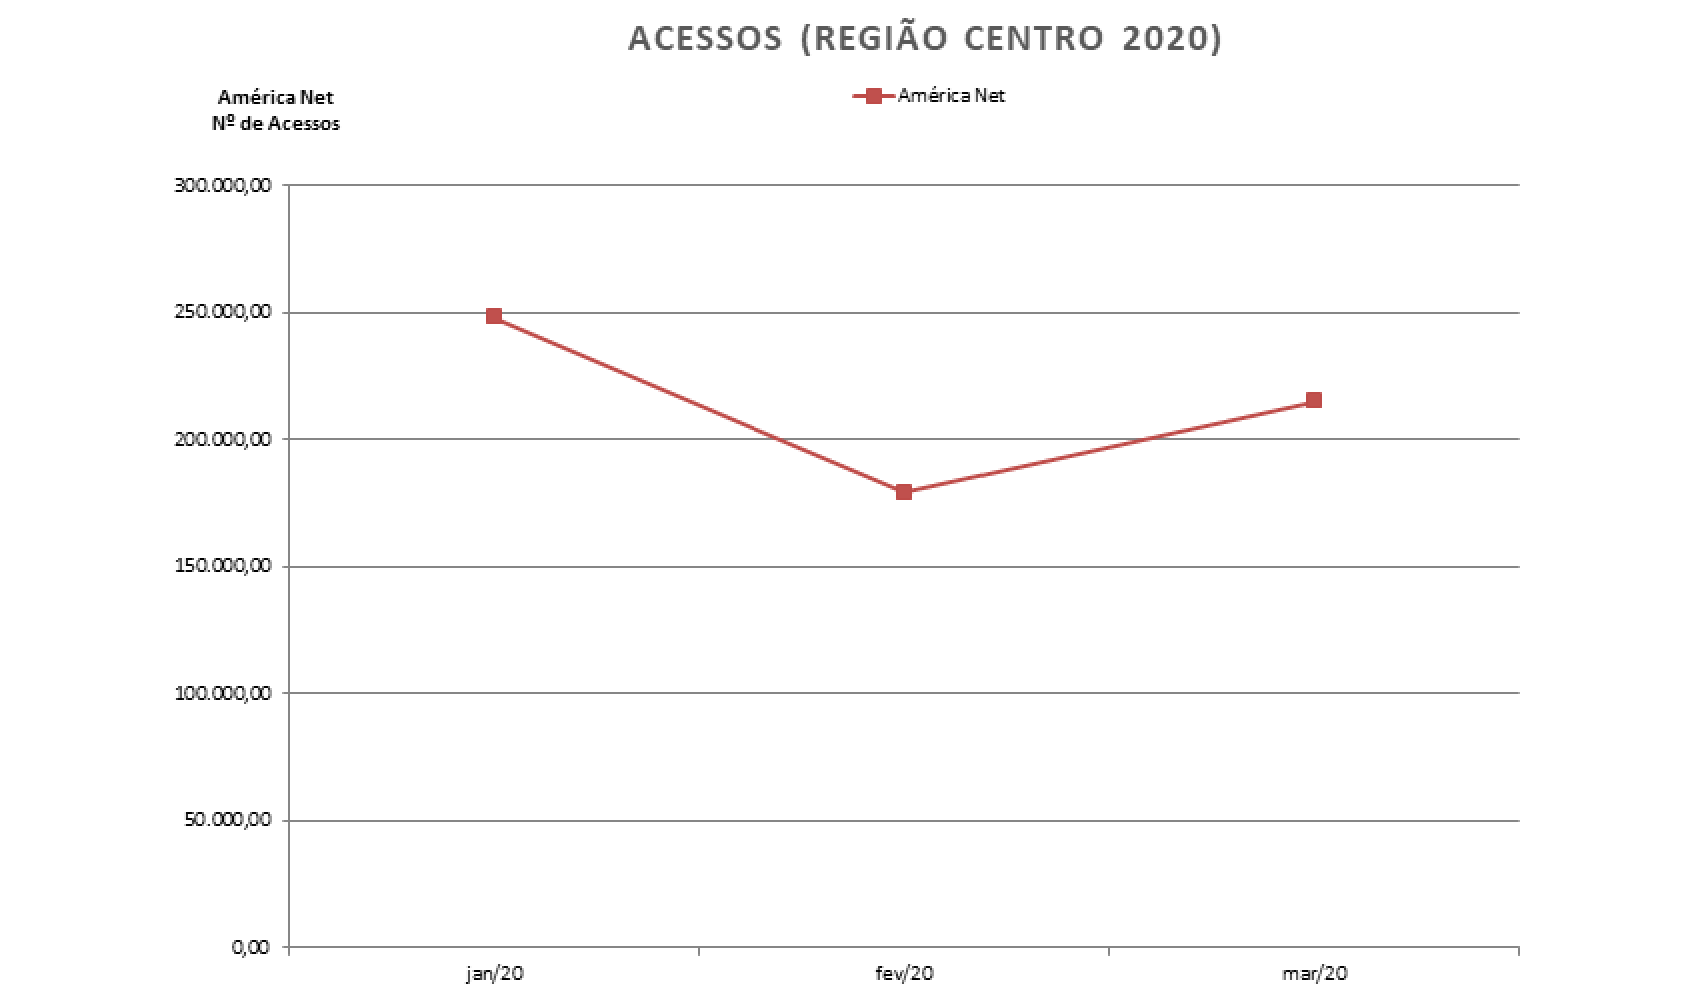 ACESSOS (REGIÃO CENTRO 2020)
América Net
Nº de Acessos
América Net
300.000,00
250.000,00
200.000,00
150.000,00
100.000,00
50.000,00
0,00
jan/20
fev/20
mar/20